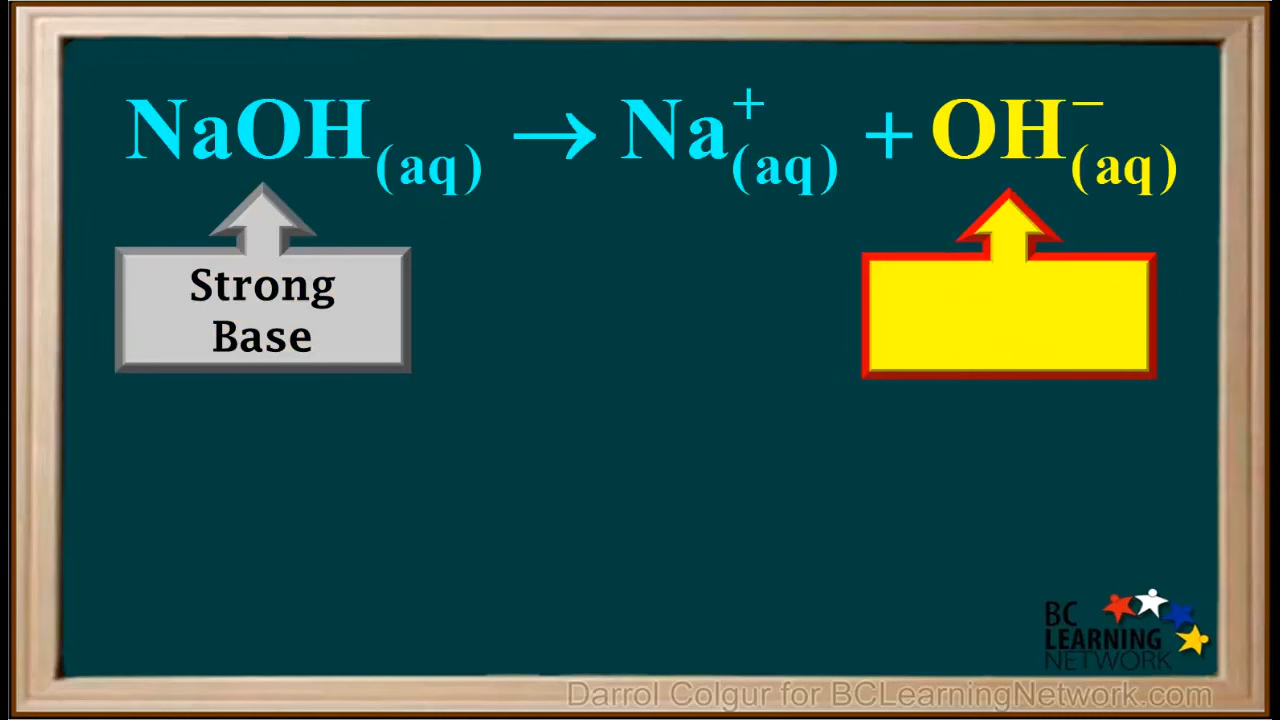 NaOH(aq) → Na⁺(aq) + OH⁻(aq)
Strong
Base
BC
LEARNING
NETWORK
Darrol Colgur for BCLearningNetwork.com